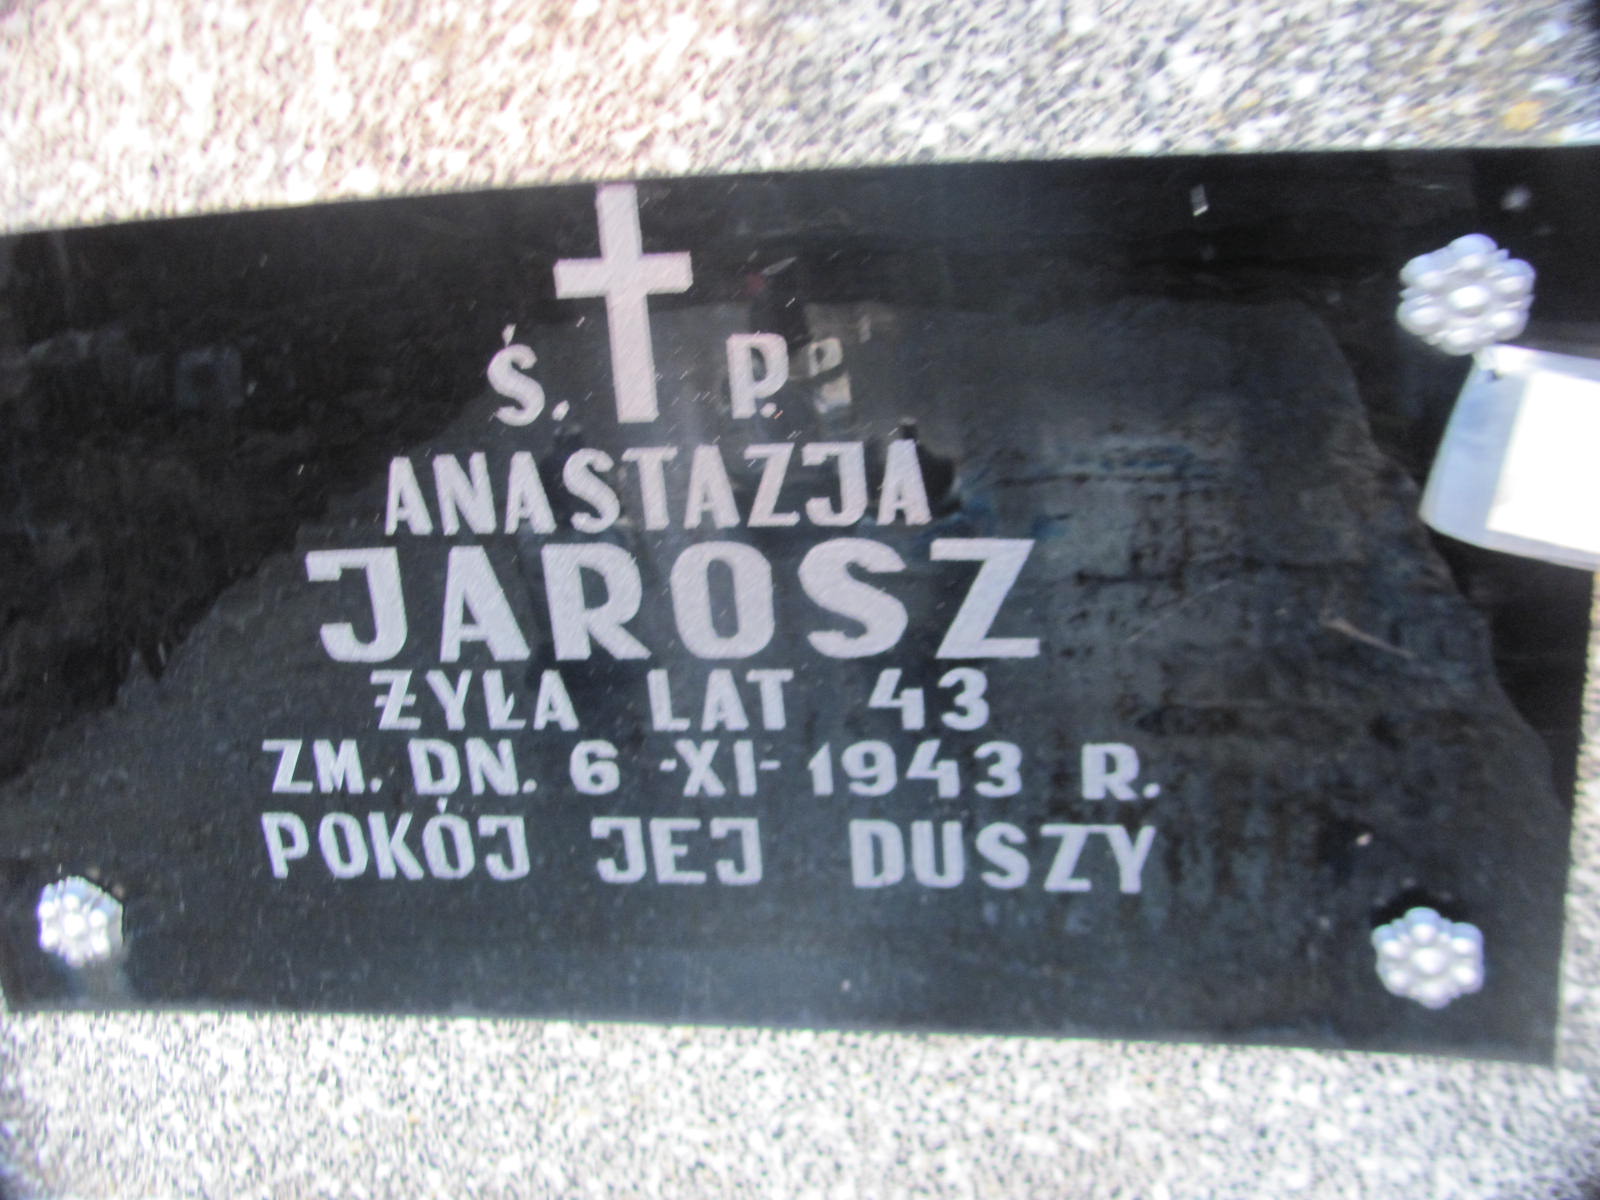 Ś. P.
ANASTAZJA
JAROSZ
ŻYŁA LAT 43
ZM. DN. 6 -XI- 1943 R.
POKÓJ JEJ DUSZY